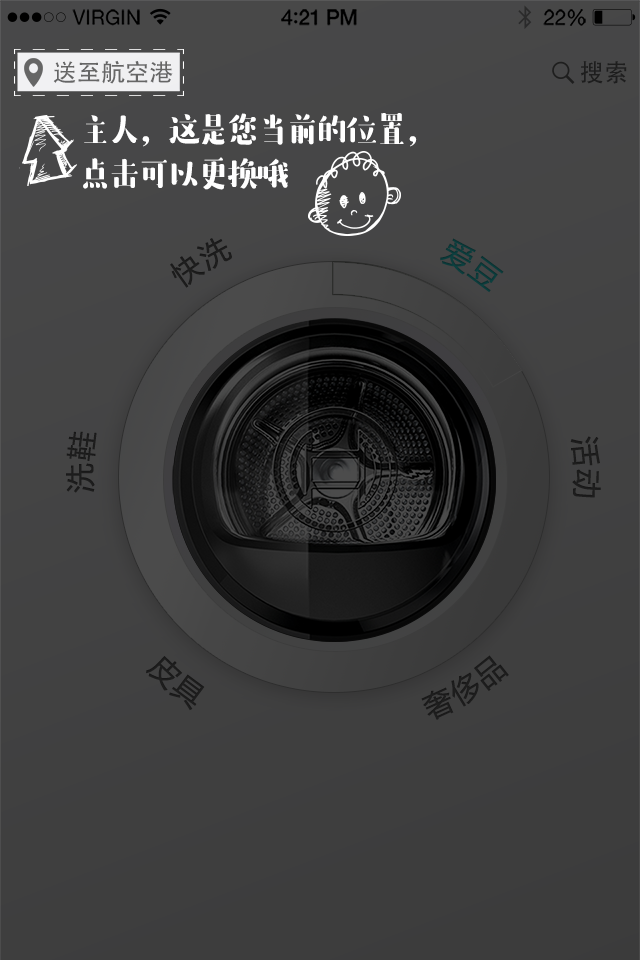 VIRGIN 4:21 PM 22%
送至航空港 搜索
主人，这是您当前的位置，
点击可以更换哦
快洗 爱豆
洗鞋 活动
皮具 奢侈品